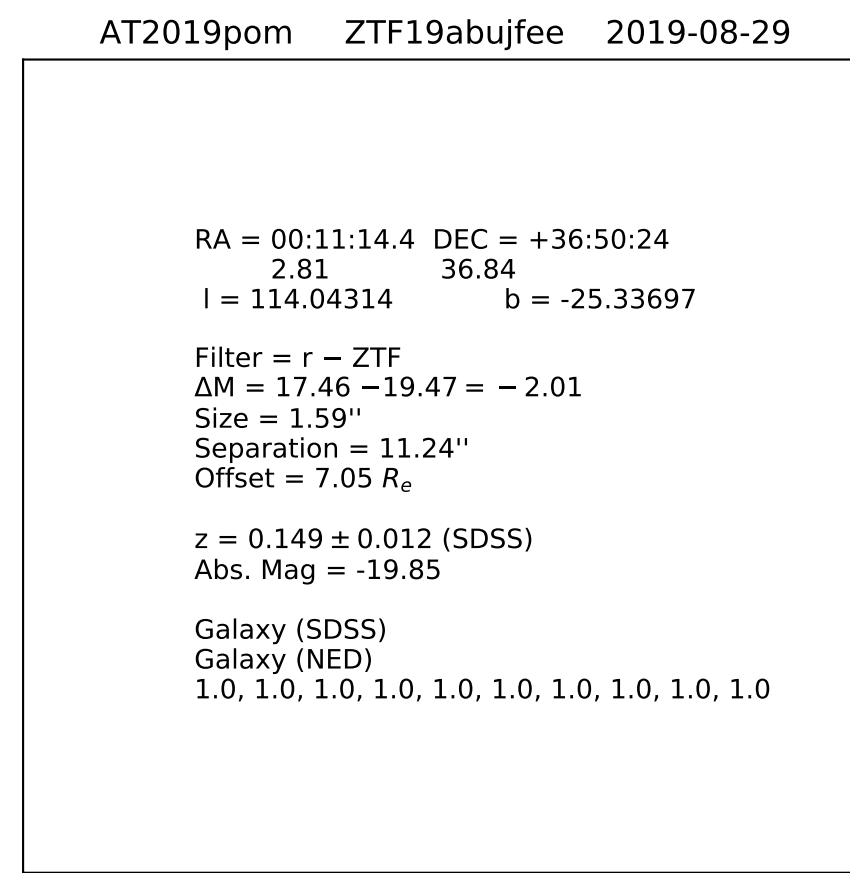 AT2019pom ZTF19abujfee 2019-08-29
RA = 00:11:14.4 DEC = +36:50:24
2.81 36.84
l = 114.04314 b = -25.33697
Filter = r − ZTF
ΔM = 17.46 −19.47 = − 2.01
Size = 1.59''
Separation = 11.24''
Offset = 7.05 Re
z = 0.149 ± 0.012 (SDSS)
Abs. Mag = -19.85
Galaxy (SDSS)
Galaxy (NED)
1.0, 1.0, 1.0, 1.0, 1.0, 1.0, 1.0, 1.0, 1.0, 1.0